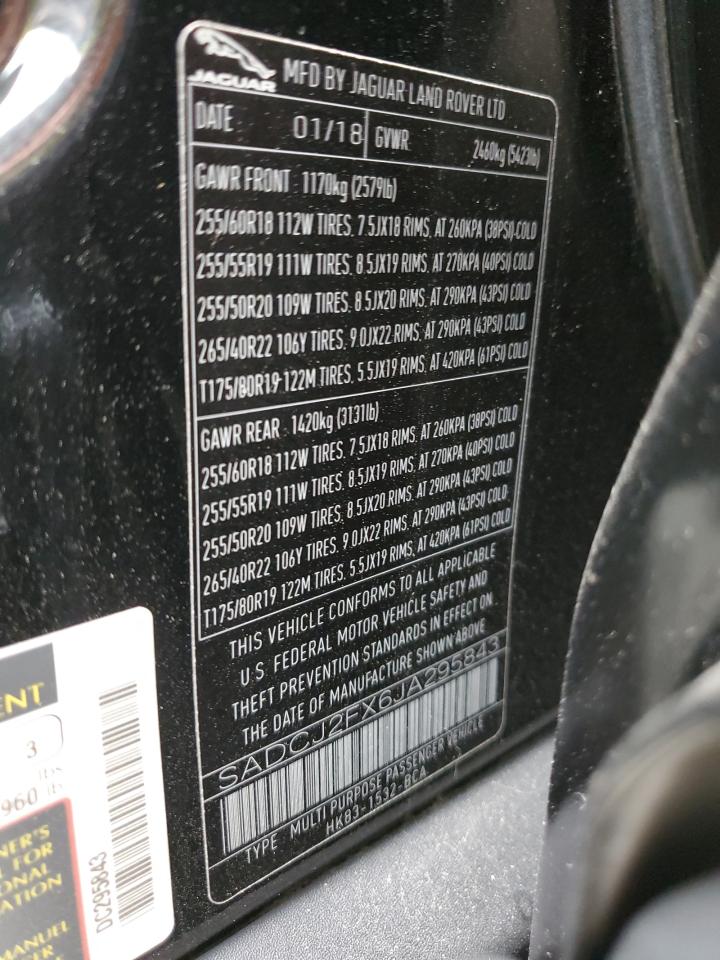 JAGUAR
MFD BY JAGUAR LAND ROVER LTD
DATE 01/18 GVWR 2460kg (5423lb)
GAWR FRONT 1170kg (2579lb)
255/60R18 112W TIRES, 7.5JX18 RIMS, AT 260KPA (38PSI) COLD
255/55R19 111W TIRES, 8.5JX19 RIMS, AT 270KPA (40PSI) COLD
255/50R20 109W TIRES, 8.5JX20 RIMS, AT 290KPA (43PSI) COLD
265/40R22 106Y TIRES, 9.0JX22 RIMS, AT 290KPA (43PSI) COLD
T175/80R19 122M TIRES, 5.5JX19 RIMS, AT 420KPA (61PSI) COLD
GAWR REAR 1420kg (3131lb)
255/60R18 112W TIRES, 7.5JX18 RIMS, AT 260KPA (38PSI) COLD
255/55R19 111W TIRES, 8.5JX19 RIMS, AT 270KPA (40PSI) COLD
255/50R20 109W TIRES, 8.5JX20 RIMS, AT 290KPA (43PSI) COLD
265/40R22 106Y TIRES, 9.0JX22 RIMS, AT 290KPA (43PSI) COLD
T175/80R19 122M TIRES, 5.5JX19 RIMS, AT 420KPA (61PSI) COLD
THIS VEHICLE CONFORMS TO ALL APPLICABLE
U.S. FEDERAL MOTOR VEHICLE SAFETY AND
THEFT PREVENTION STANDARDS IN EFFECT ON
THE DATE OF MANUFACTURE SHOWN ABOVE
SADCJ2FX6JA295843
TYPE MULTI PURPOSE PASSENGER VEHICLE
HK83-1532-BCA
ENT
3
lbs
960 lb
NER'S
L FOR
ONAL
ATION
MANUEL
CER
DC295843